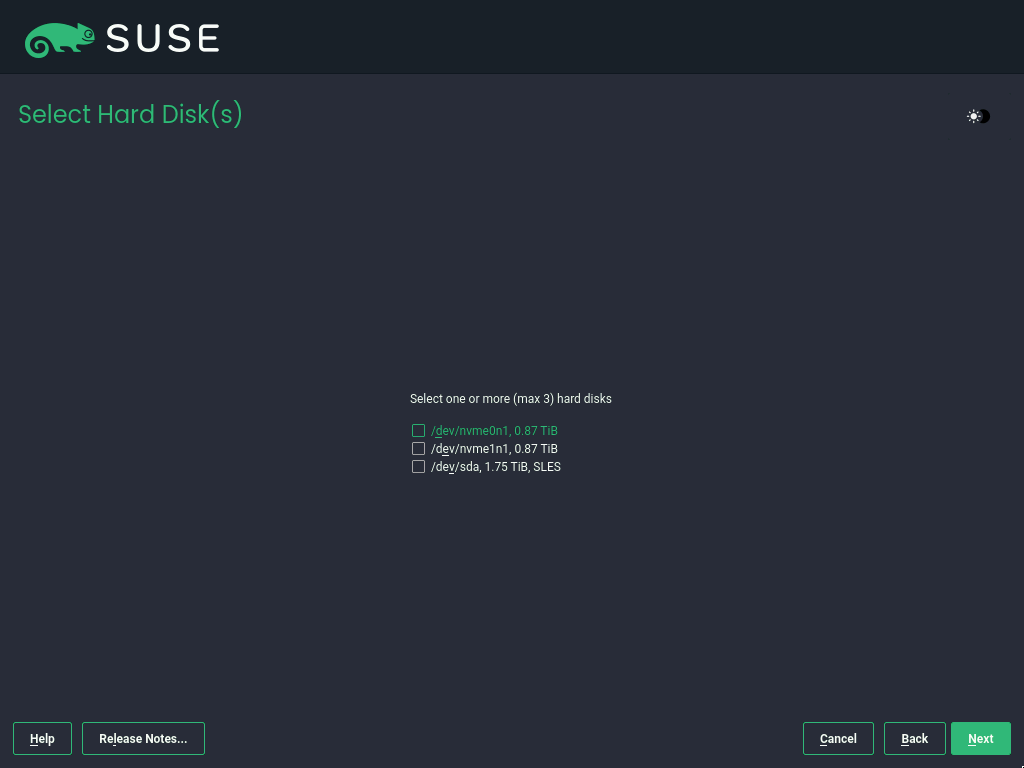 SUSE
Select Hard Disk(s)
Select one or more (max 3) hard disks
/dev/nvme0n1, 0.87 TiB
/dev/nvme1n1, 0.87 TiB
/dev/sda, 1.75 TiB, SLES
Help
Release Notes...
Cancel
Back
Next